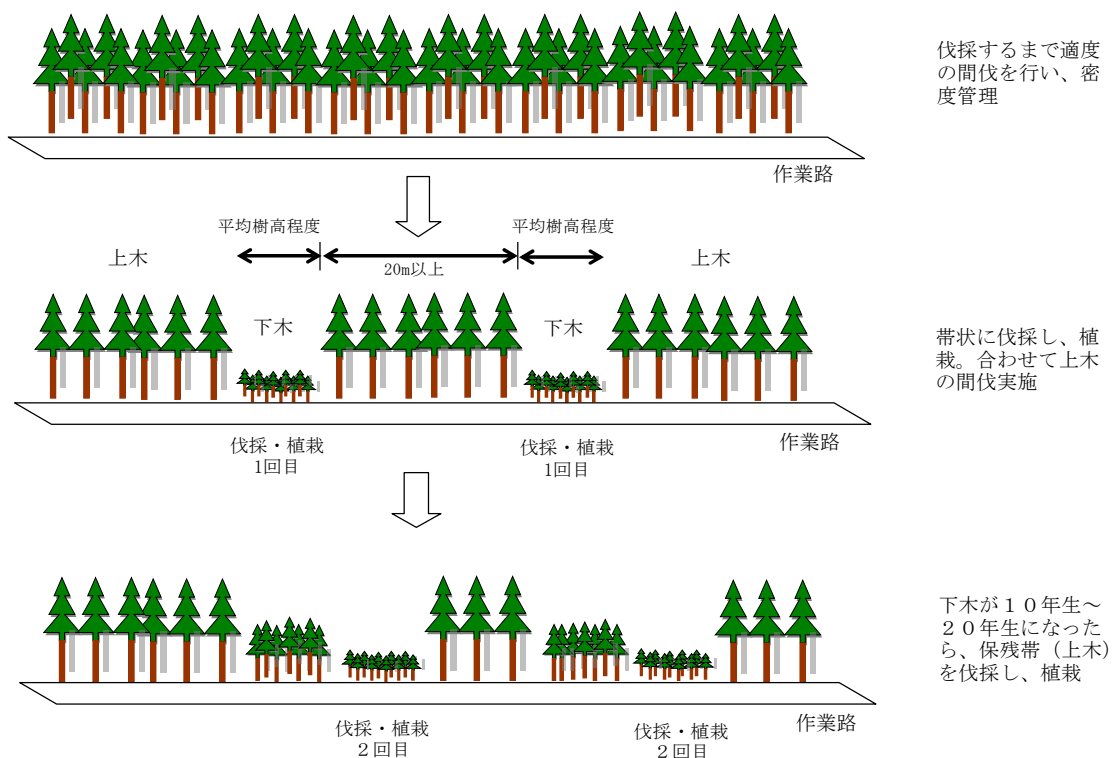 伐採するまで適度
の間伐を行い、密
度管理
作業路
平均樹高程度
平均樹高程度
上木
20m以上
上木
下木
下木
帯状に伐採し、植
栽。合わせて上木
の間伐実施
作業路
伐採・植栽
1回目
伐採・植栽
1回目
下木が１０年生～
２０年生になった
ら、保残帯（上木）
を伐採し、植栽
作業路
伐採・植栽
２回目
伐採・植栽
２回目